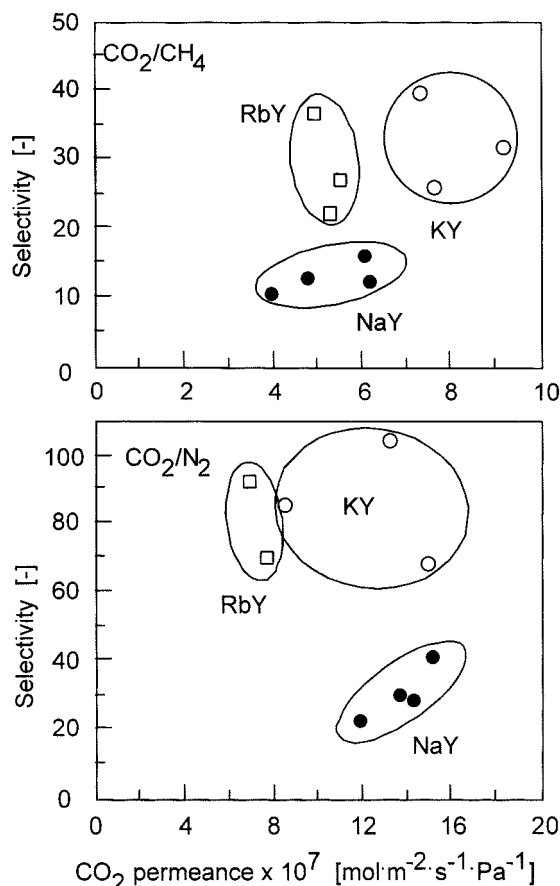 50
CO2/CH4
40
RbY
30
KY
20
10
NaY
0
Selectivity [-]
0 2 4 6 8 10
CO2/N2
100
80
KY
60
RbY
40
20
NaY
0
Selectivity [-]
0 4 8 12 16 20
CO2 permeance x 10^7 [mol·m^-2·s^-1·Pa^-1]